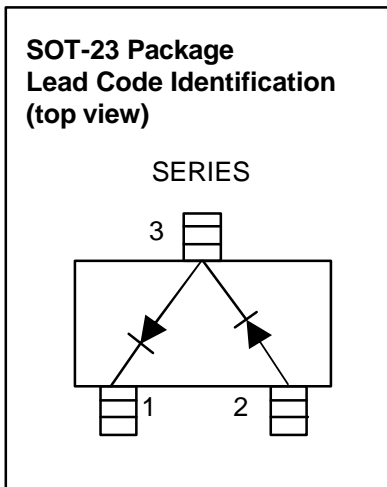 SOT-23 Package
Lead Code Identification
(top view)
SERIES
3
1 2